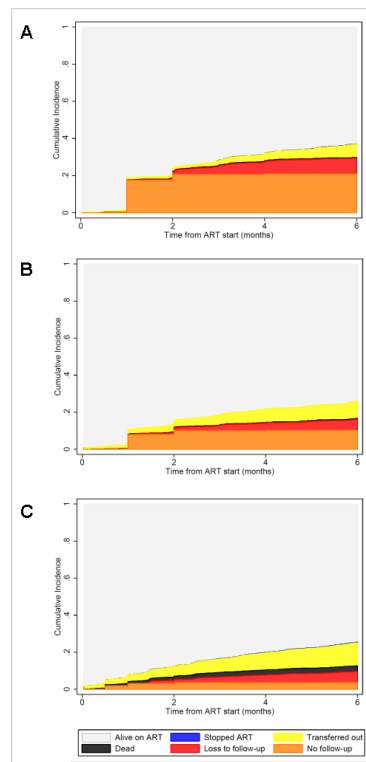 A
1
.8
.6
.4
.2
0
Cumulative Incidence
0 2 4 6
Time from ART start (months)
B
1
.8
.6
.4
.2
0
Cumulative Incidence
0 2 4 6
Time from ART start (months)
C
1
.8
.6
.4
.2
0
Cumulative Incidence
0 2 4 6
Time from ART start (months)
Alive on ART Stopped ART Transferred out
Dead Loss to follow-up No follow-up